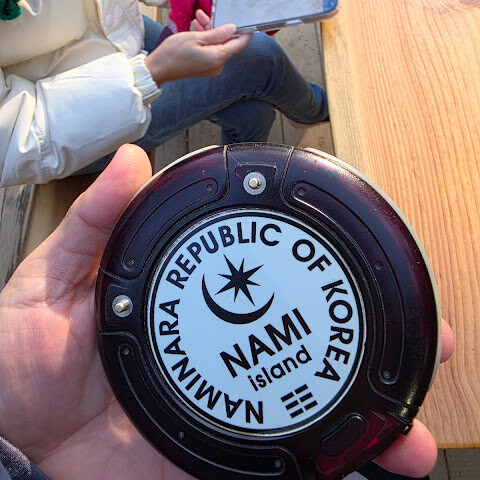 NAMINARA REPUBLIC OF KOREA
NAMI
island